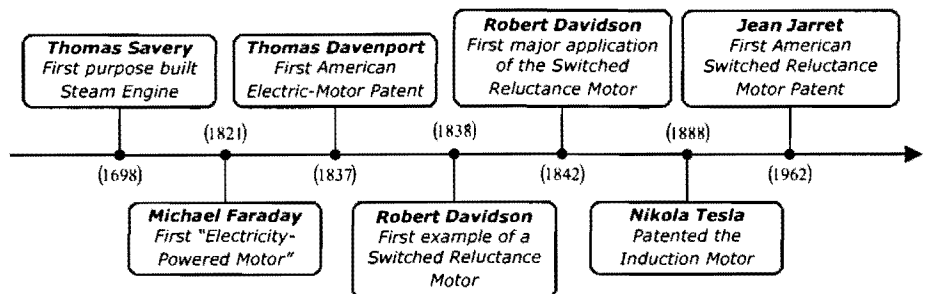 Thomas Savery
First purpose built
Steam Engine
Thomas Davenport
First American
Electric-Motor Patent
Robert Davidson
First major application
of the Switched
Reluctance Motor
Jean Jarret
First American
Switched Reluctance
Motor Patent
(1821)
(1838)
(1888)
(1698)
(1837)
(1842)
(1962)
Michael Faraday
First "Electricity-
Powered Motor"
Robert Davidson
First example of a
Switched Reluctance
Motor
Nikola Tesla
Patented the
Induction Motor